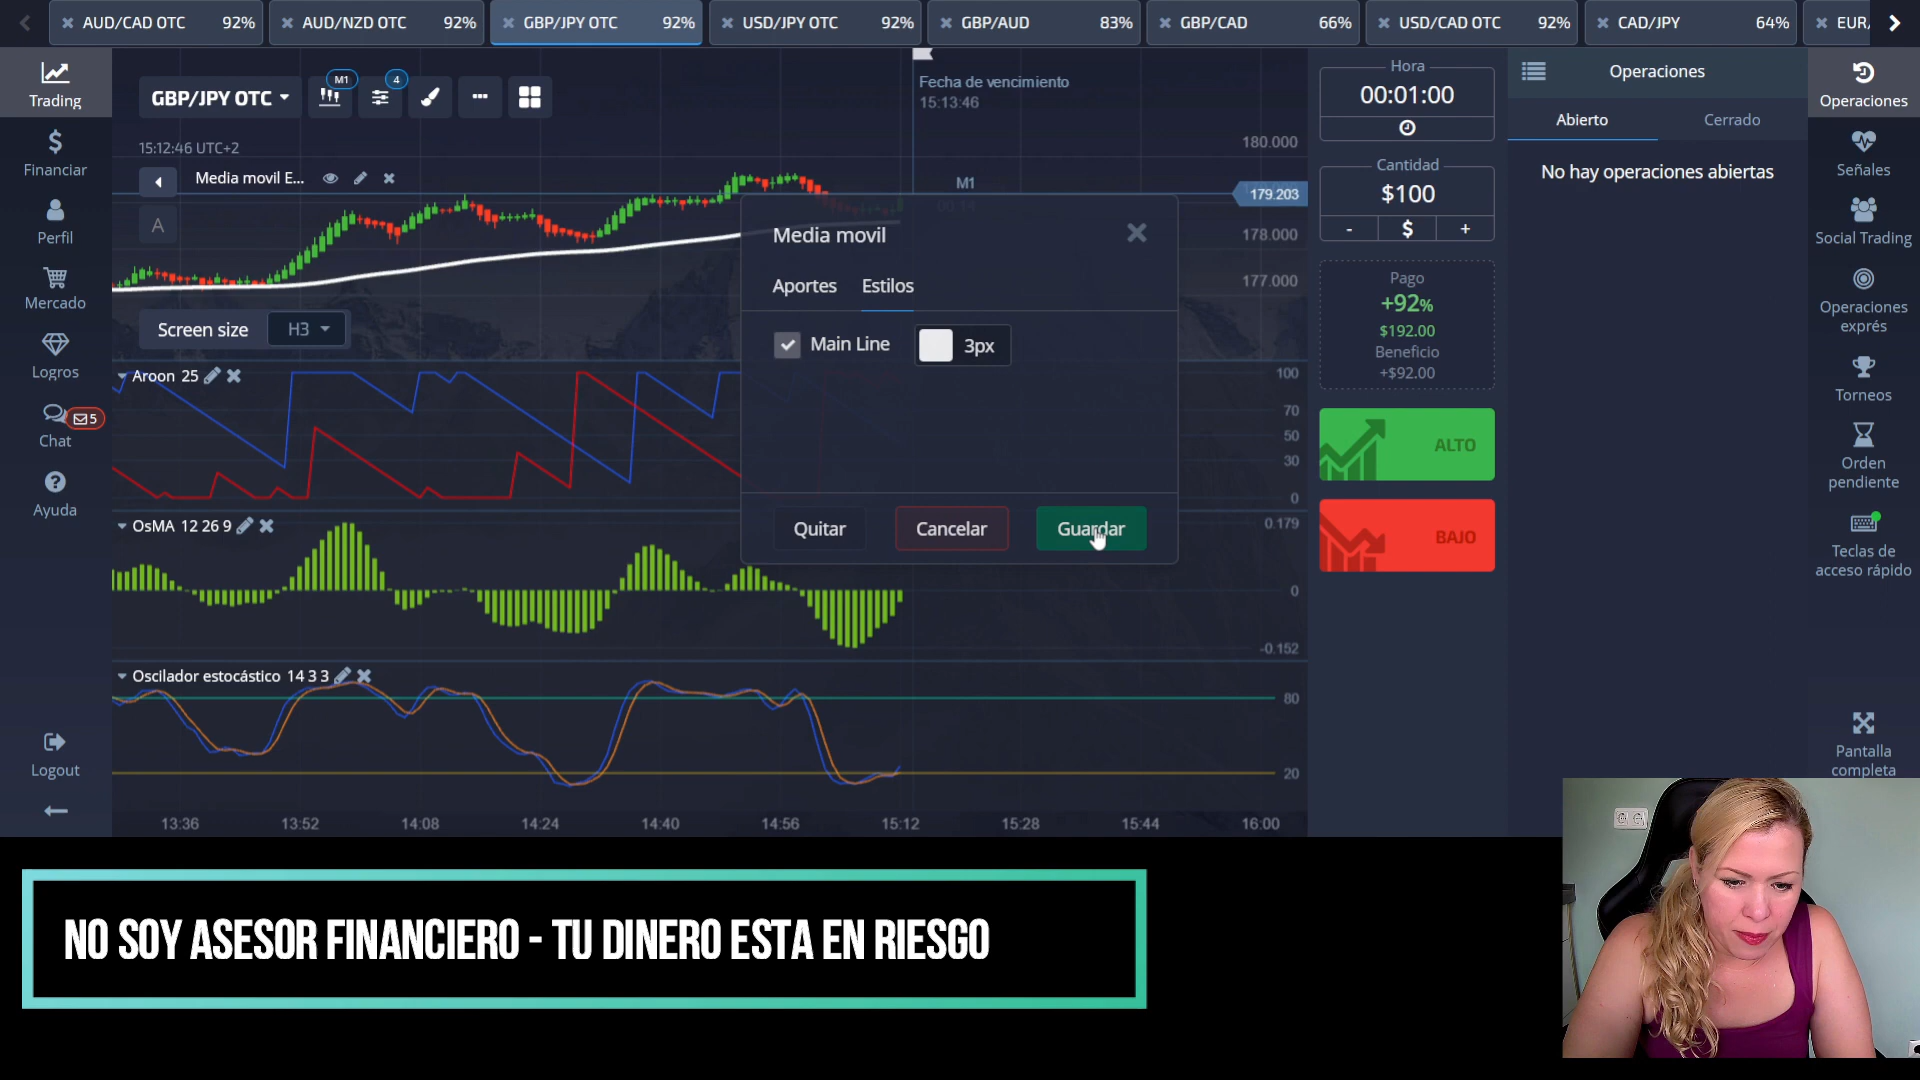 AUD/CAD OTC 92%
AUD/NZD OTC 92%
GBP/JPY OTC 92%
USD/JPY OTC 92%
GBP/AUD 83%
GBP/CAD 66%
USD/CAD OTC 92%
CAD/JPY 64%
EUR/
Trading
Financiar
Perfil
Mercado
Logros
Chat
5
Ayuda
Logout
GBP/JPY OTC
M1
4
15:12:46 UTC+2
Media movil E...
A
Screen size H3
Fecha de vencimiento
15:13:46
M1
180.000
179.203
178.000
177.000
Media movil
Aportes Estilos
Main Line 3px
Quitar Cancelar Guardar
Aroon 25
100
70
50
30
0
OsMA 12 26 9
0.179
0
-0.152
Oscilador estocástico 14 3 3
80
20
13:36 13:52 14:08 14:24 14:40 14:56 15:12 15:28 15:44 16:00
Hora
00:01:00
Cantidad
$100
- $ +
Pago
+92%
$192.00
Beneficio
+$92.00
ALTO
BAJO
Operaciones
Abierto Cerrado
No hay operaciones abiertas
Operaciones
Señales
Social Trading
Operaciones
exprés
Torneos
Orden
pendiente
Teclas de
acceso rápido
Pantalla
completa
NO SOY ASESOR FINANCIERO - TU DINERO ESTA EN RIESGO